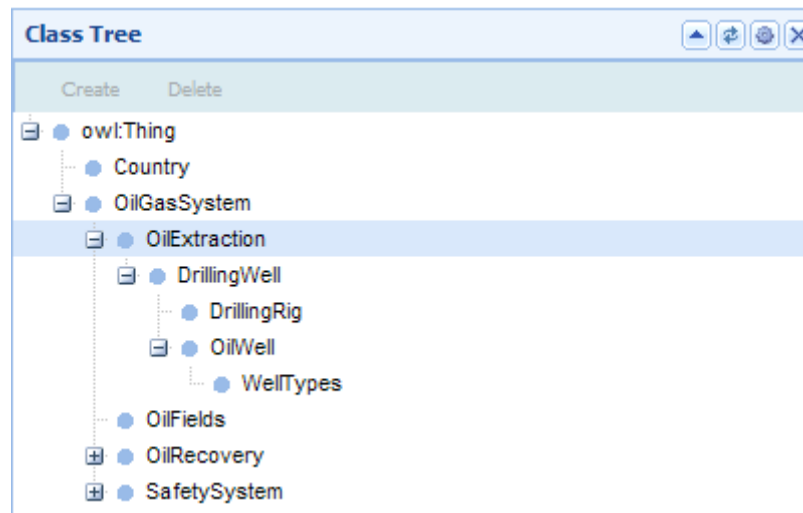 Class Tree
Create Delete
owl:Thing
Country
OilGasSystem
OilExtraction
DrillingWell
DrillingRig
OilWell
WellTypes
OilFields
OilRecovery
SafetySystem